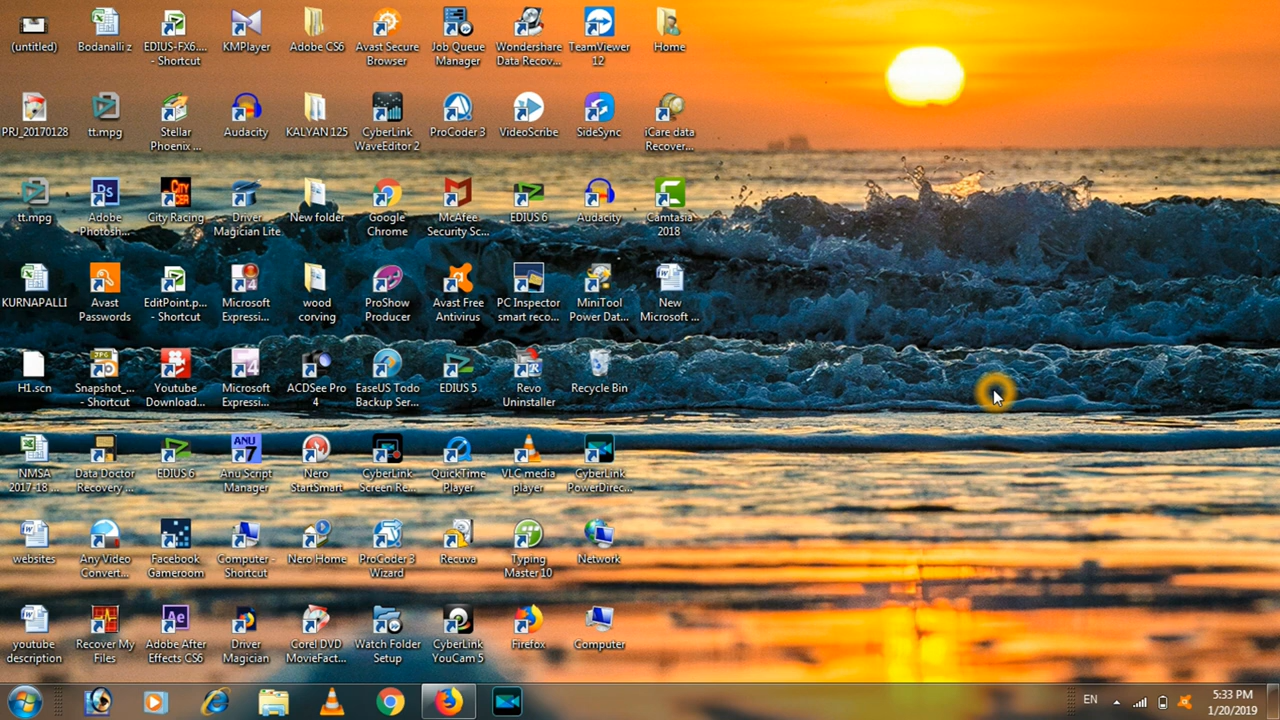 (untitled)
Bodanalli z
EDIUS-FX6....
- Shortcut
KMPlayer
Adobe CS6
Avast Secure
Browser
Job Queue
Manager
Wondershare
Data Recov...
TeamViewer
12
Home
PRJ_20170128
tt.mpg
Stellar
Phoenix ...
Audacity
KALYAN 125
CyberLink
WaveEditor 2
ProCoder 3
VideoScribe
SideSync
iCare data
Recover...
tt.mpg
Adobe
Photosh...
City Racing
Driver
Magician Lite
New folder
Google
Chrome
McAfee
Security Sc...
EDIUS 6
Audacity
Camtasia
2018
KURNAPALLI
Avast
Passwords
EditPoint.p...
- Shortcut
Microsoft
Expressi...
wood
corving
ProShow
Producer
Avast Free
Antivirus
PC Inspector
smart reco...
MiniTool
Power Dat...
New
Microsoft ...
H1.scn
Snapshot_...
- Shortcut
Youtube
Download...
Microsoft
Expressi...
ACDSee Pro
4
EaseUS Todo
Backup Ser...
EDIUS 5
Revo
Uninstaller
Recycle Bin
NMSA
2017-18 ...
Data Doctor
Recovery ...
EDIUS 6
ANU
7
Anu Script
Manager
Nero
StartSmart
CyberLink
Screen Re...
QuickTime
Player
VLC media
player
CyberLink
PowerDirec...
websites
Any Video
Convert...
Facebook
Gameroom
Computer -
Shortcut
Nero Home
ProCoder 3
Wizard
Recuva
Typing
Master 10
Network
youtube
description
Recover My
Files
Adobe After
Effects CS6
Driver
Magician
Corel DVD
MovieFact...
Watch Folder
Setup
CyberLink
YouCam 5
Firefox
Computer
EN
5:33 PM
1/20/2019